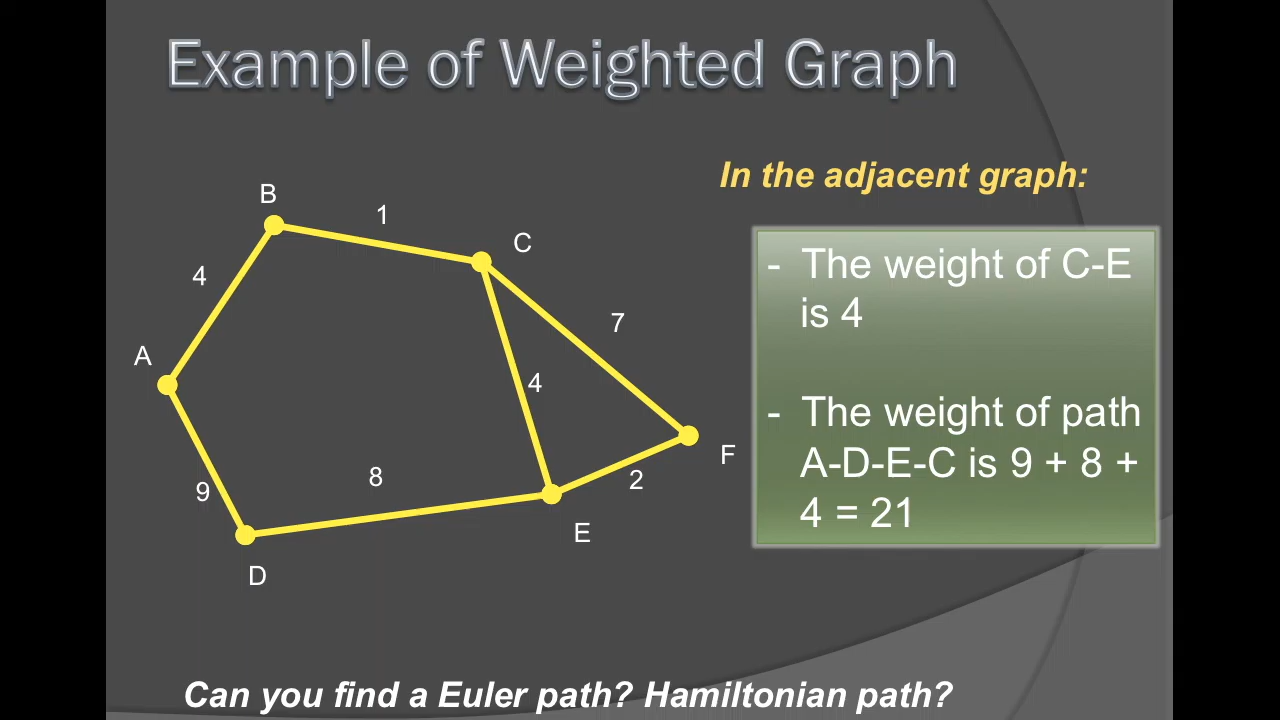 Example of Weighted Graph
In the adjacent graph:
B
1
C
4
7
A
4
F
8
2
9
E
D
- The weight of C-E
is 4
- The weight of path
A-D-E-C is 9 + 8 +
4 = 21
Can you find a Euler path? Hamiltonian path?